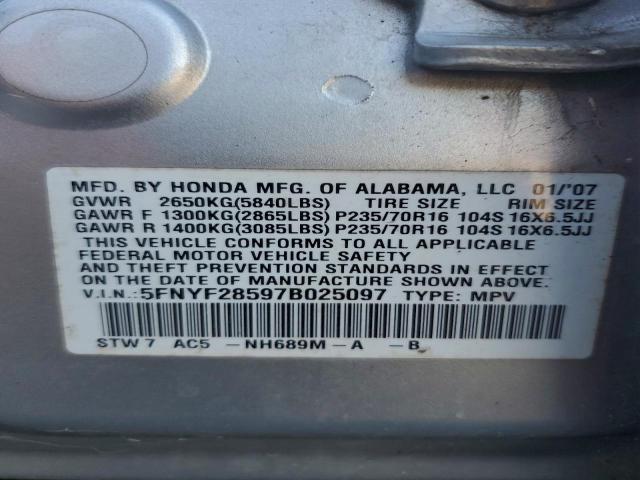 MFD. BY HONDA MFG. OF ALABAMA, LLC 01/'07
GVWR 2650KG(5840LBS) TIRE SIZE RIM SIZE
GAWR F 1300KG(2865LBS) P235/70R16 104S 16X6.5JJ
GAWR R 1400KG(3085LBS) P235/70R16 104S 16X6.5JJ
THIS VEHICLE CONFORMS TO ALL APPLICABLE
FEDERAL MOTOR VEHICLE SAFETY
AND THEFT PREVENTION STANDARDS IN EFFECT
ON THE DATE OF MANUFACTURE SHOWN ABOVE.
V.I.N.: 5FNYF28597B025097 TYPE: MPV
STW7 AC5 -NH689M-A -B